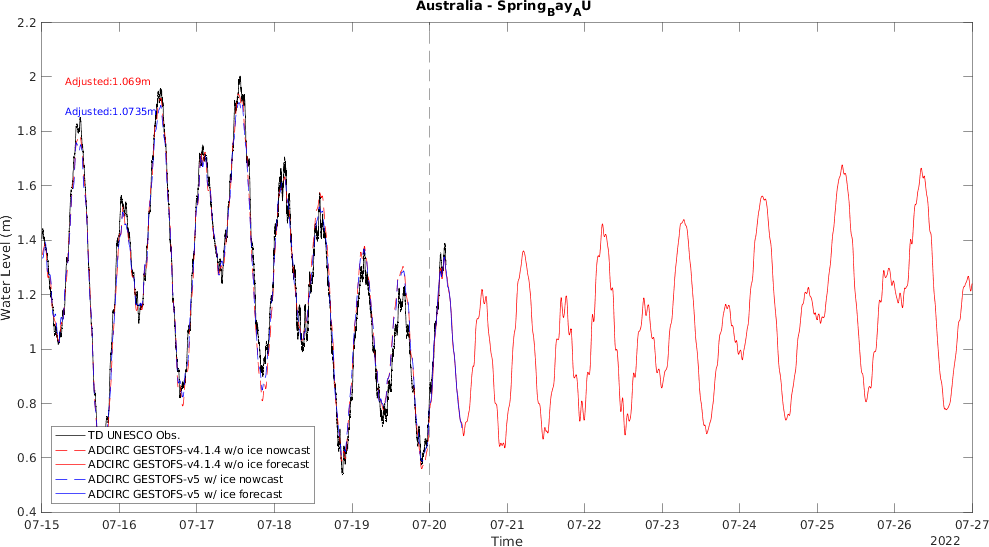 Australia - SpringBayAU
2.2
2
1.8
1.6
1.4
1.2
1
0.8
0.6
0.4
Water Level (m)
Adjusted:1.069m
Adjusted:1.0735m
TD UNESCO Obs.
ADCIRC GESTOFS-v4.1.4 w/o ice nowcast
ADCIRC GESTOFS-v4.1.4 w/o ice forecast
ADCIRC GESTOFS-v5 w/ ice nowcast
ADCIRC GESTOFS-v5 w/ ice forecast
07-15 07-16 07-17 07-18 07-19 07-20 07-21 07-22 07-23 07-24 07-25 07-26 07-27
Time
2022